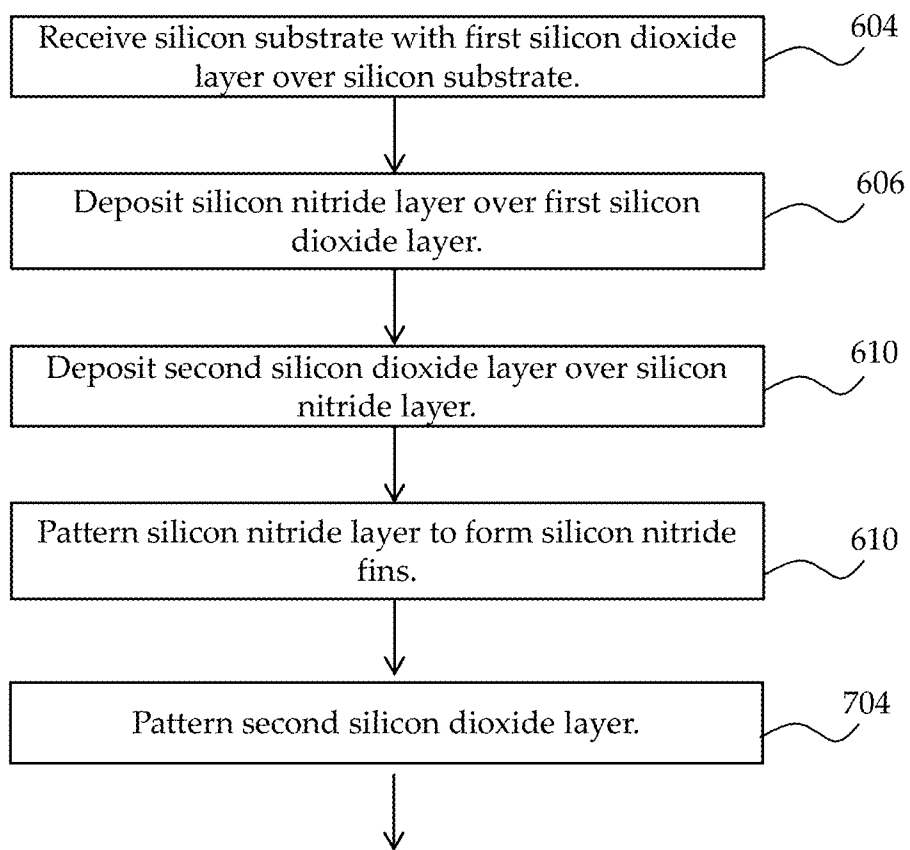 Receive silicon substrate with first silicon dioxide
layer over silicon substrate.
604
Deposit silicon nitride layer over first silicon
dioxide layer.
606
Deposit second silicon dioxide layer over silicon
nitride layer.
610
Pattern silicon nitride layer to form silicon nitride
fins.
610
Pattern second silicon dioxide layer.
704